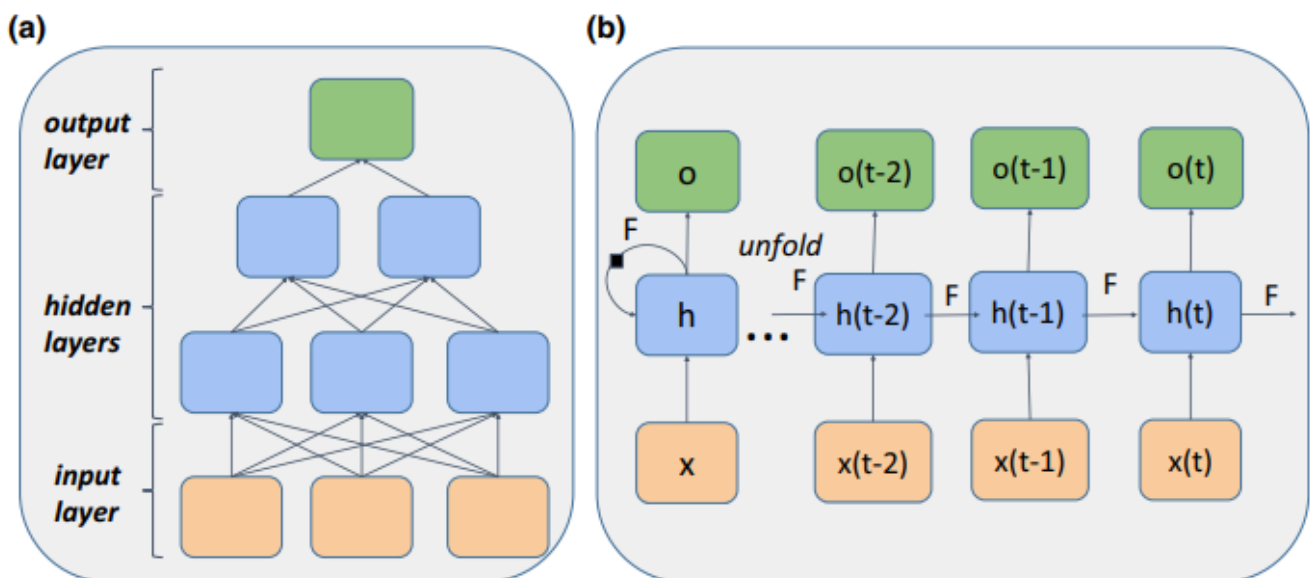 (a)
output
layer
hidden
layers
input
layer
(b)
o
o(t-2)
o(t-1)
o(t)
F
unfold
F
F
F
F
h
...
h(t-2)
h(t-1)
h(t)
x
x(t-2)
x(t-1)
x(t)